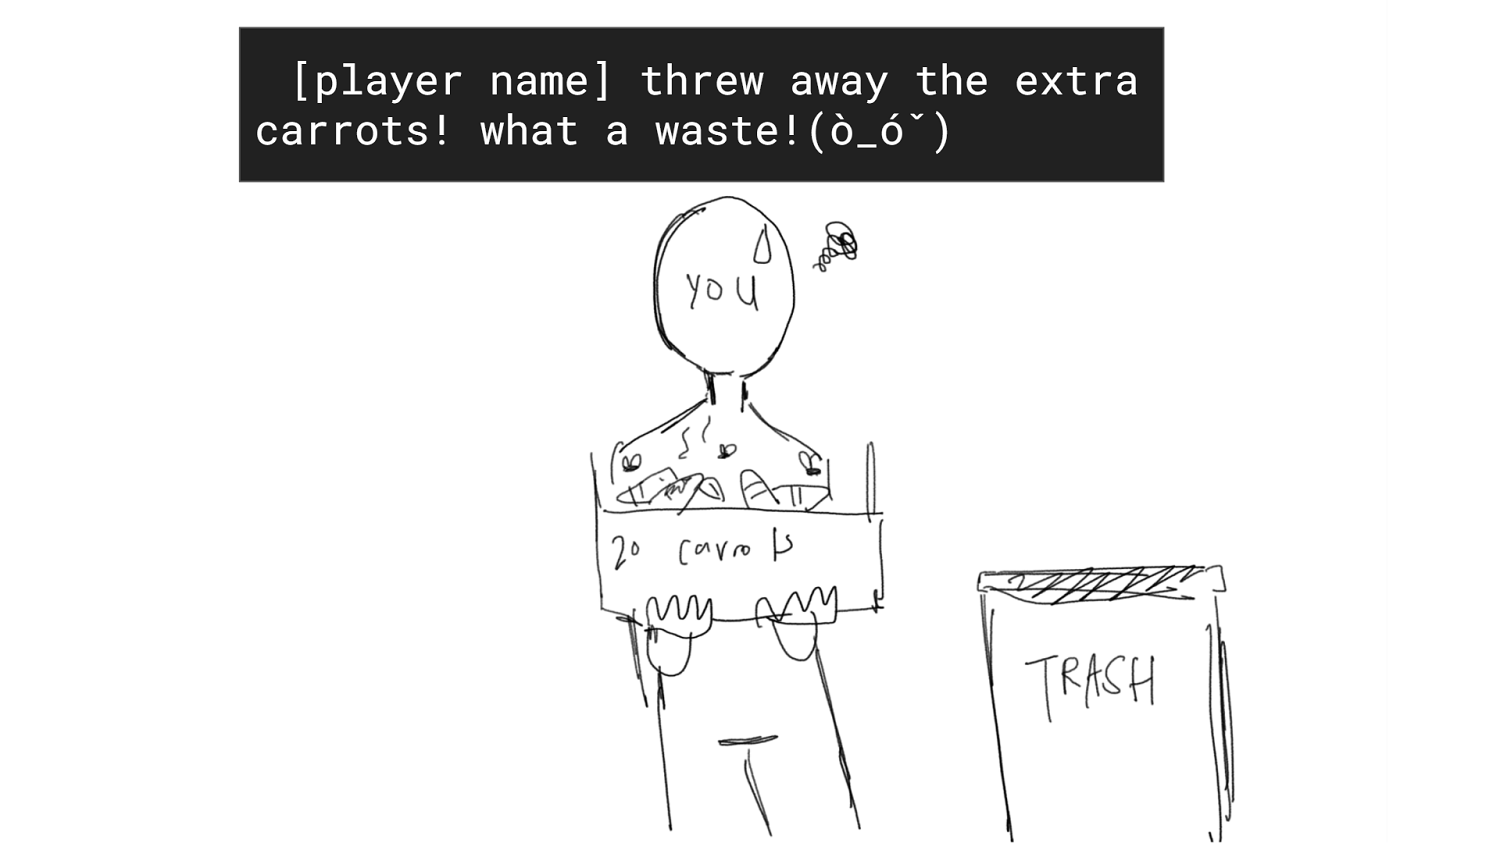 [player name] threw away the extra
carrots! what a waste!(ò_óˇ)
you
20 carrots
TRASH